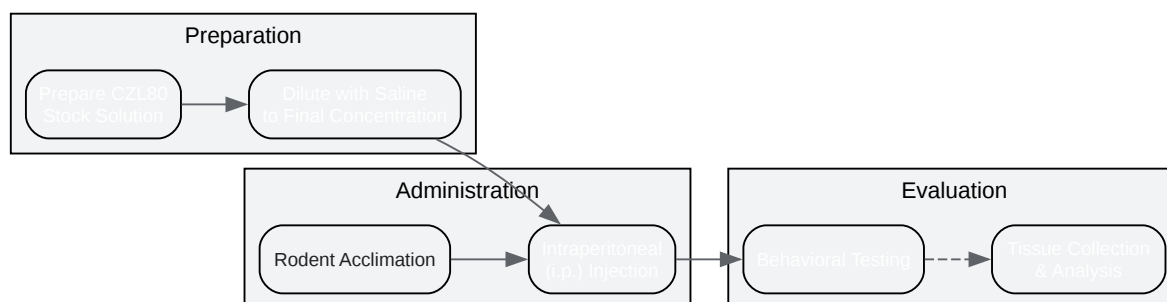 Preparation
Prepare CZL80
Stock Solution
Dilute with Saline
to Final Concentration
Administration
Rodent Acclimation
Intraperitoneal
(i.p.) Injection
Evaluation
Behavioral Testing
Tissue Collection
& Analysis